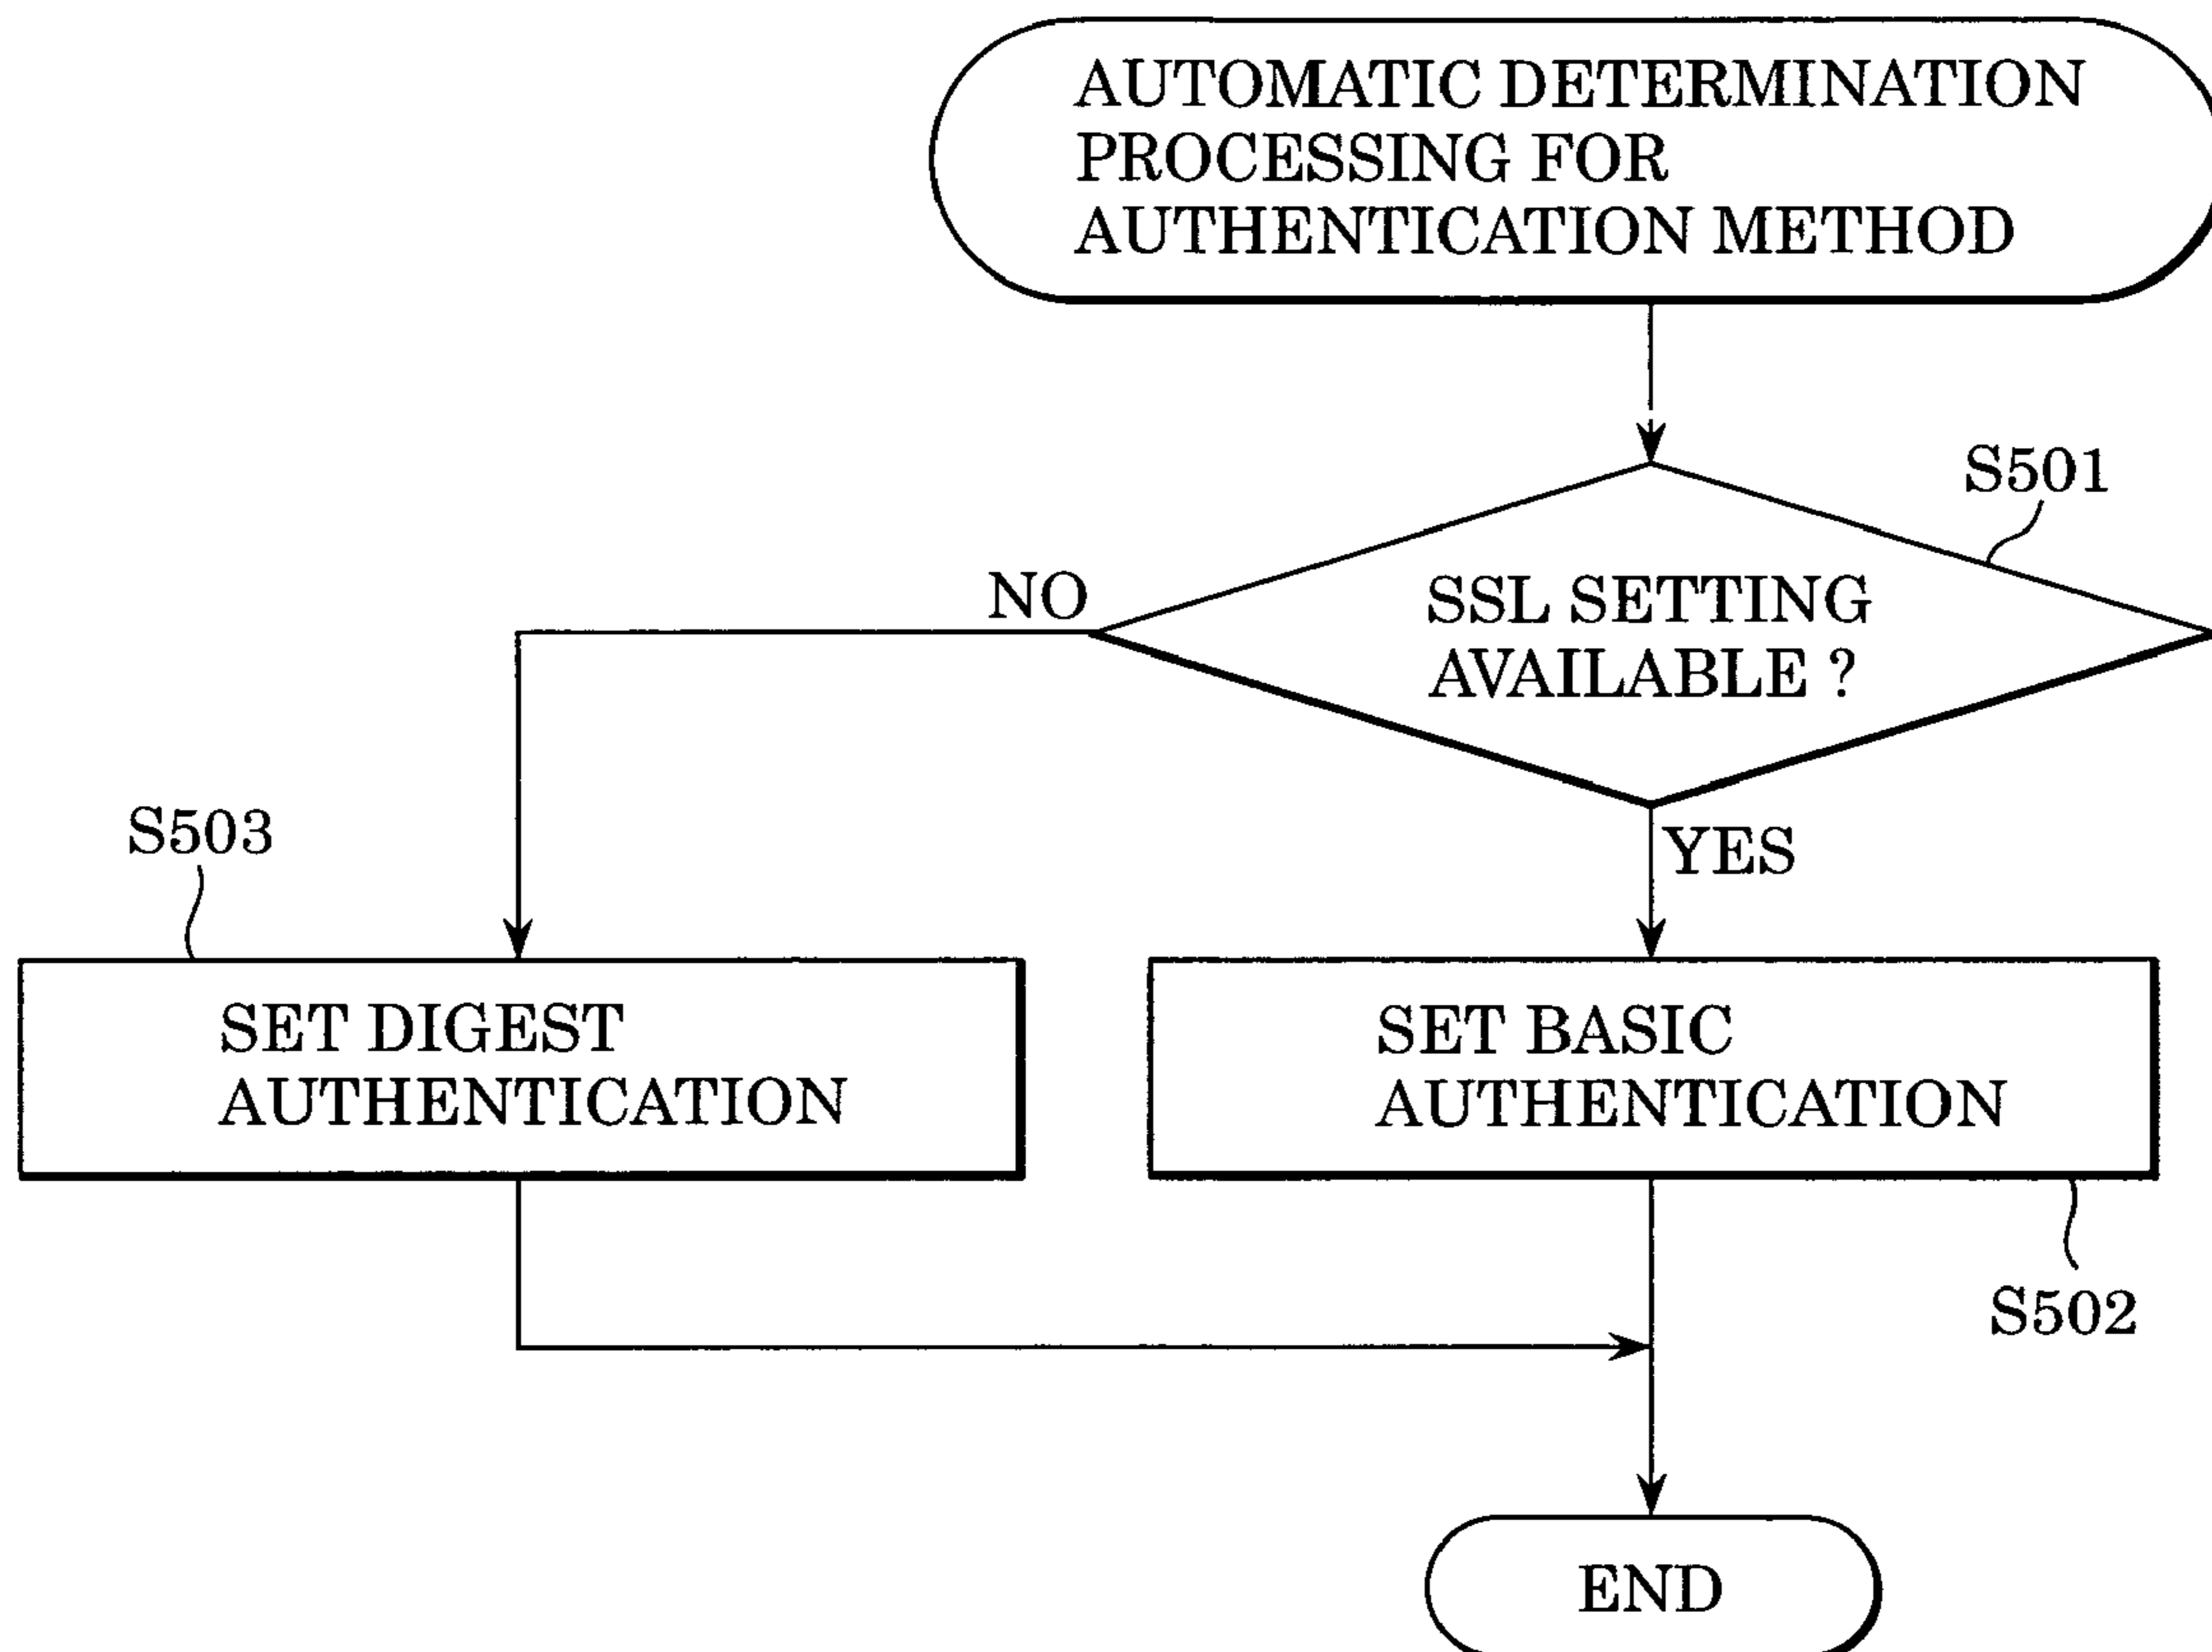 AUTOMATIC DETERMINATION
PROCESSING FOR
AUTHENTICATION METHOD
S501
NO
SSL SETTING
AVAILABLE ?
YES
S503
SET DIGEST
AUTHENTICATION
SET BASIC
AUTHENTICATION
S502
END